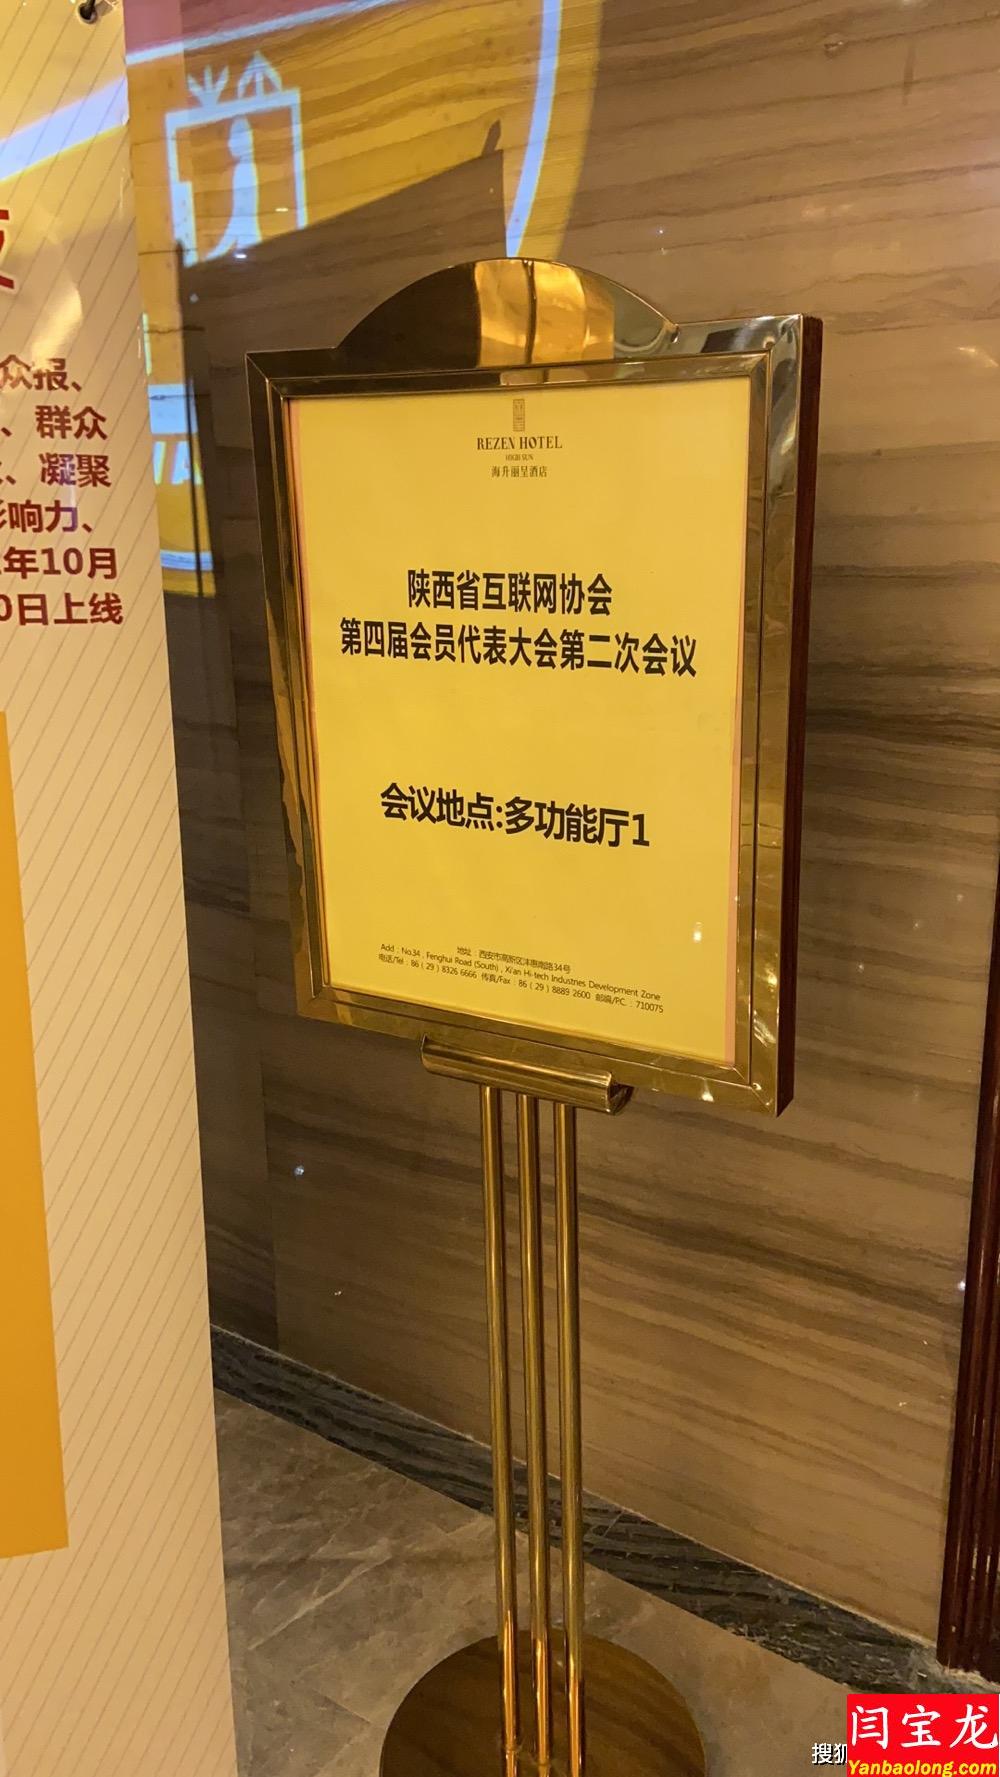 众报、
、群众
、凝聚
响力、
年10月
0日上线
REZEN HOTEL
HIGH SUN
海升丽呈酒店
陕西省互联网协会
第四届会员代表大会第二次会议
会议地点:多功能厅1
地址：西安市高新区沣惠南路34号
Add：No.34，Fenghui Road (South)，Xi'an Hi-tech Industries Development Zone
电话/Tel：86（29）8326 6666 传真/Fax：86（29）8889 2600 邮编/P.C.：710075
搜狐
闫宝龙
Yanbaolong.com